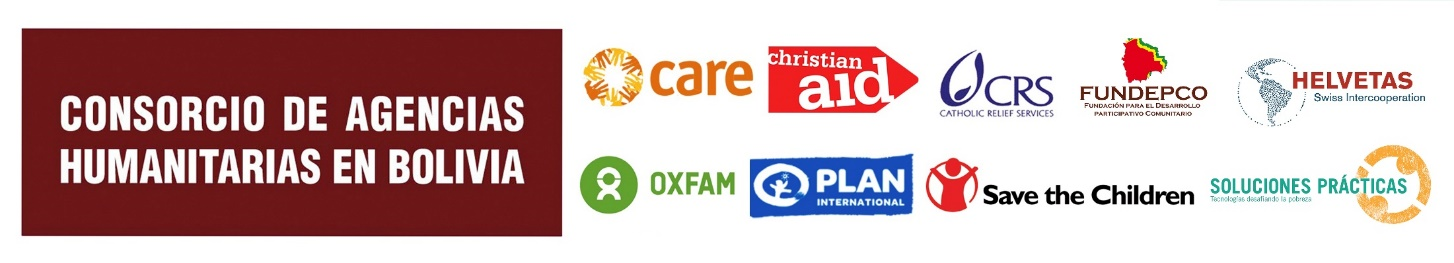 CONSORCIO DE AGENCIAS
HUMANITARIAS EN BOLIVIA
care
christian
aid
CRS
CATHOLIC RELIEF SERVICES
FUNDEPCO
FUNDACIÓN PARA EL DESARROLLO
PARTICIPATIVO COMUNITARIO
HELVETAS
Swiss Intercooperation
OXFAM
PLAN
INTERNATIONAL
Save the Children
SOLUCIONES PRÁCTICAS
Tecnologías desafiando la pobreza